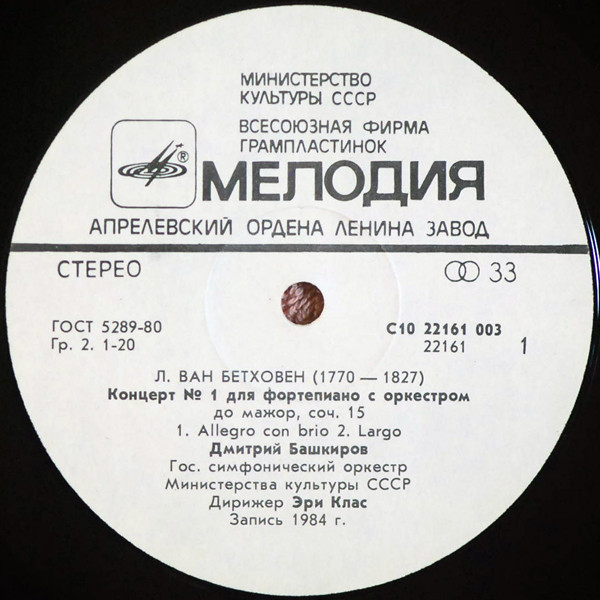 МИНИСТЕРСТВО
КУЛЬТУРЫ СССР
ВСЕСОЮЗНАЯ ФИРМА
ГРАМПЛАСТИНОК
®
МЕЛОДИЯ
АПРЕЛЕВСКИЙ ОРДЕНА ЛЕНИНА ЗАВОД
СТЕРЕО
33
ГОСТ 5289-80
Гр. 2. 1-20
С10 22161 003
22161
1
Л. ВАН БЕТХОВЕН (1770 — 1827)
Концерт № 1 для фортепиано с оркестром
до мажор, соч. 15
1. Allegro con brio 2. Largo
Дмитрий Башкиров
Гос. симфонический оркестр
Министерства культуры СССР
Дирижер Эри Клас
Запись 1984 г.